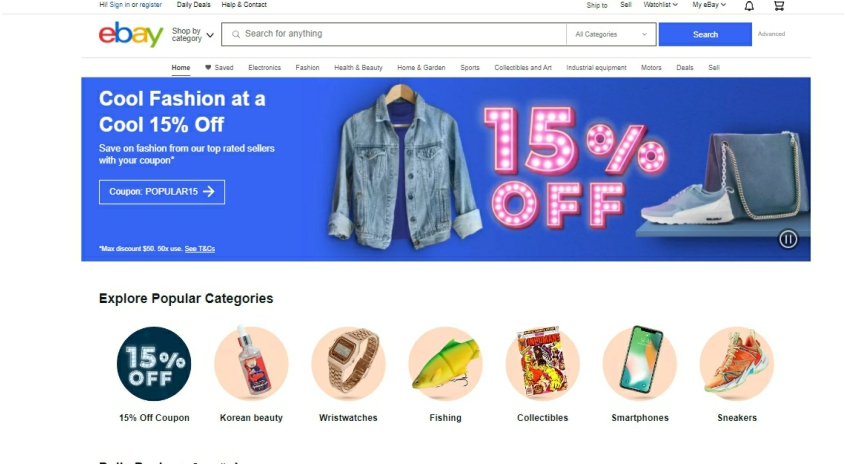 Hi! Sign in or register Daily Deals Help & Contact Ship to Sell Watchlist My eBay
ebay Shop by category Search for anything All Categories Search Advanced
Home Saved Electronics Fashion Health & Beauty Home & Garden Sports Collectibles and Art Industrial equipment Motors Deals Sell
Cool Fashion at a
Cool 15% Off
Save on fashion from our top rated sellers
with your coupon*
Coupon: POPULAR15
*Max discount $50. 50x use. See T&Cs
15%
OFF
Explore Popular Categories
15%
OFF
15% Off Coupon Korean beauty Wristwatches Fishing Collectibles Smartphones Sneakers